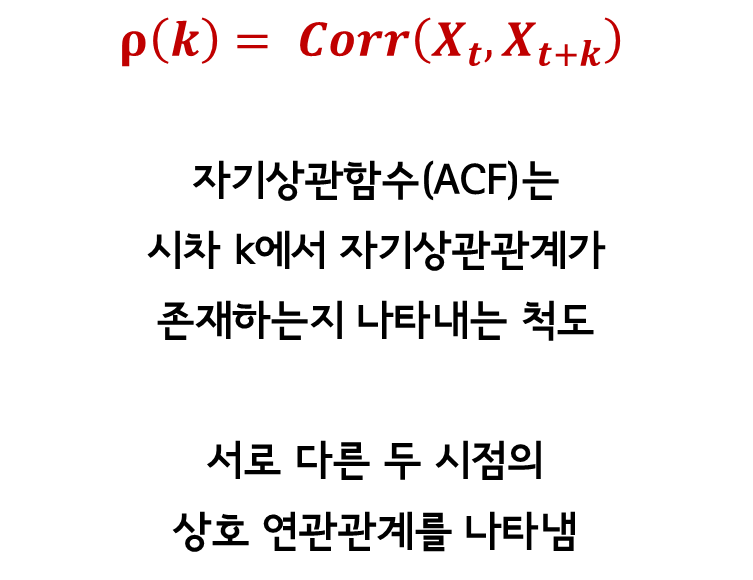 ρ(k) = Corr(Xₜ, Xₜ₊ₖ)
자기상관함수(ACF)는
시차 k에서 자기상관관계가
존재하는지 나타내는 척도
서로 다른 두 시점의
상호 연관관계를 나타냄